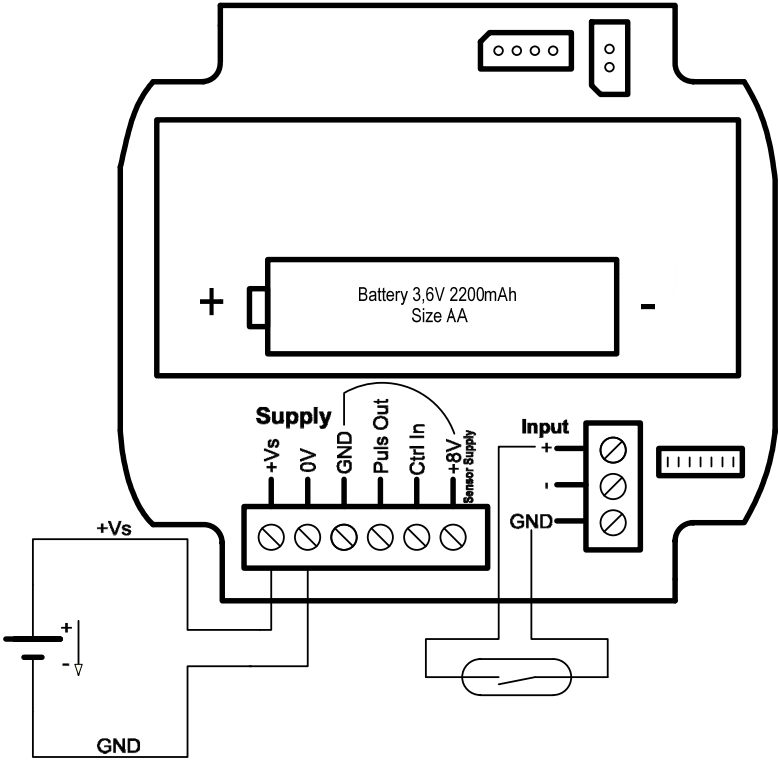 + Battery 3,6V 2200mAh -
Size AA
Supply
+Vs
0V
GND
Puls Out
Ctrl In
+8V
Sensor Supply
Input
+
-
GND
+Vs
+
-
GND